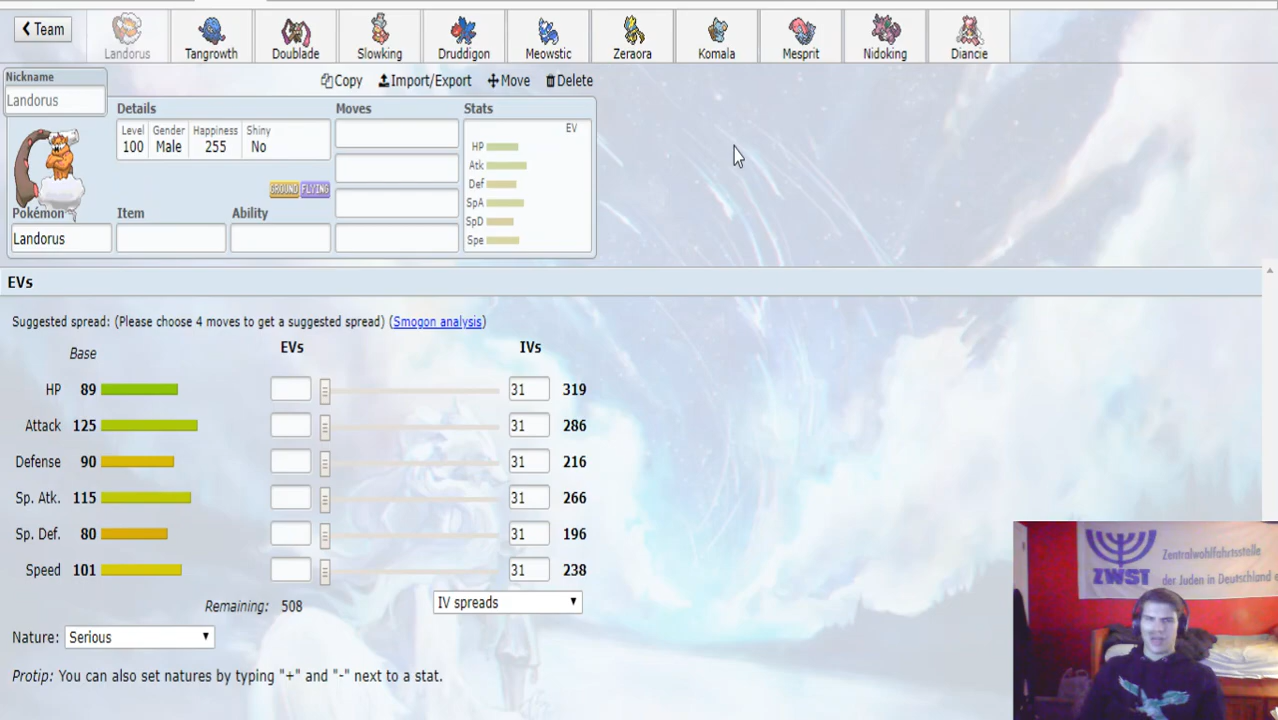 Team
Landorus Tangrowth Doublade Slowking Druddigon Meowstic Zeraora Komala Mesprit Nidoking Diancie
Nickname
Landorus
Copy Import/Export Move Delete
Details Moves Stats
Level Gender Happiness Shiny
100 Male 255 No
EV
HP
Atk
Def
SpA
SpD
Spe
GROUND FLYING
Pokémon Item Ability
Landorus
EVs
Suggested spread: (Please choose 4 moves to get a suggested spread) (Smogon analysis)
Base EVs IVs
HP 89 31 319
Attack 125 31 286
Defense 90 31 216
Sp. Atk. 115 31 266
Sp. Def. 80 31 196
Speed 101 31 238
Remaining: 508 IV spreads
Nature: Serious
Protip: You can also set natures by typing "+" and "-" next to a stat.
ZWST
Zentralwohlfahrtsstelle
der Juden in Deutschland e